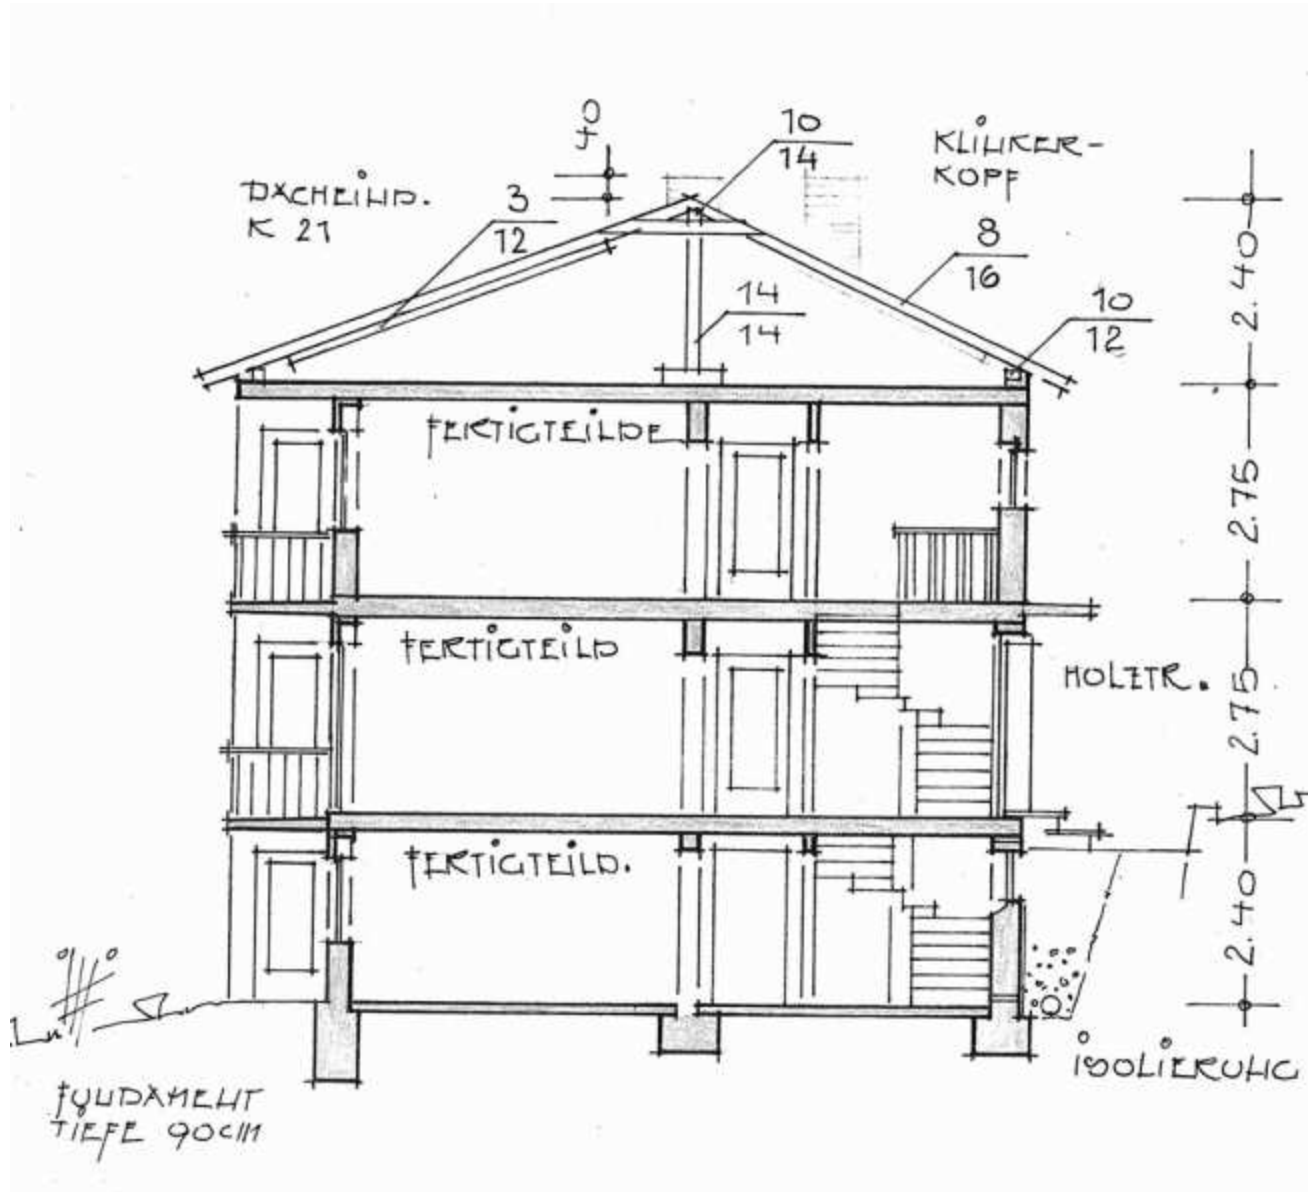 DACHEIND.
K 21
3
12
10
14
KLINKER-
KOPF
8
16
14
14
10
12
2.40
FERTIGTEILDE
2.75
FERTIGTEILD
HOLZTR.
2.75
FERTIGTEILD.
2.40
ISOLIERUNG
FUNDAMENT
TIEFE 90CM